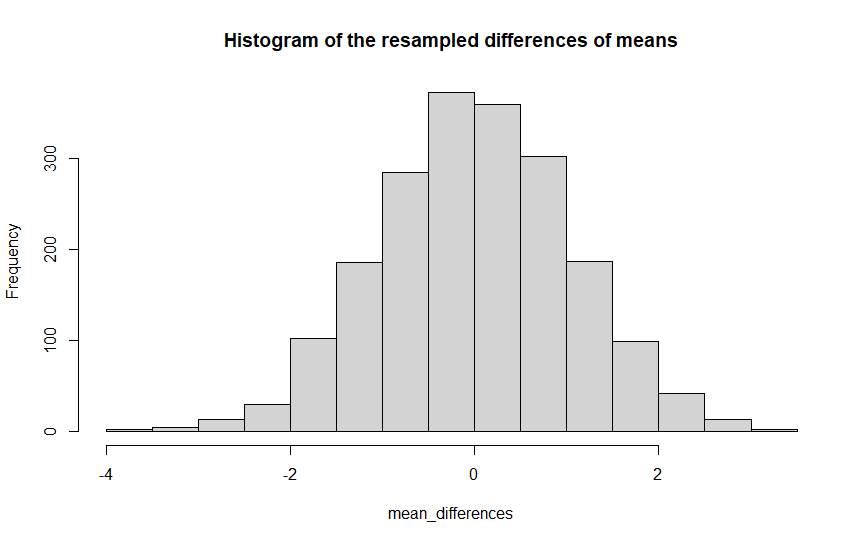 Histogram of the resampled differences of means
Frequency
300
200
100
0
-4 -2 0 2
mean_differences